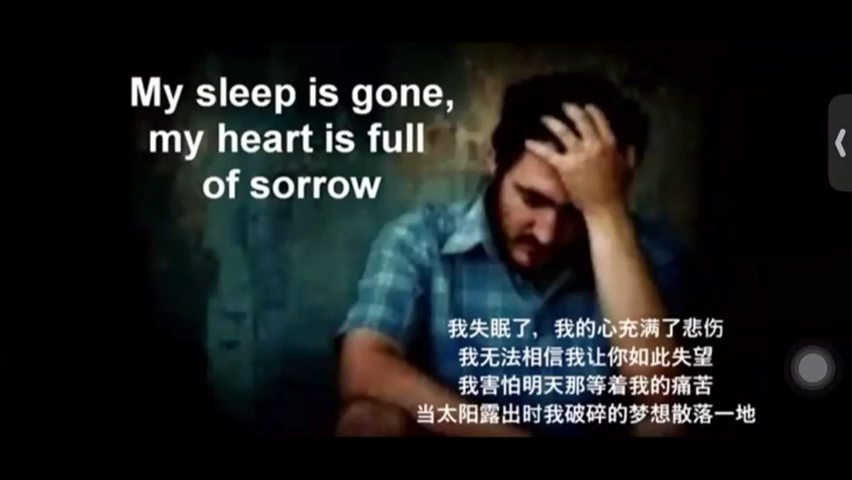 My sleep is gone,
my heart is full
of sorrow
我失眠了，我的心充满了悲伤
我无法相信我让你如此失望
我害怕明天那等着我的痛苦
当太阳露出时我破碎的梦想散落一地